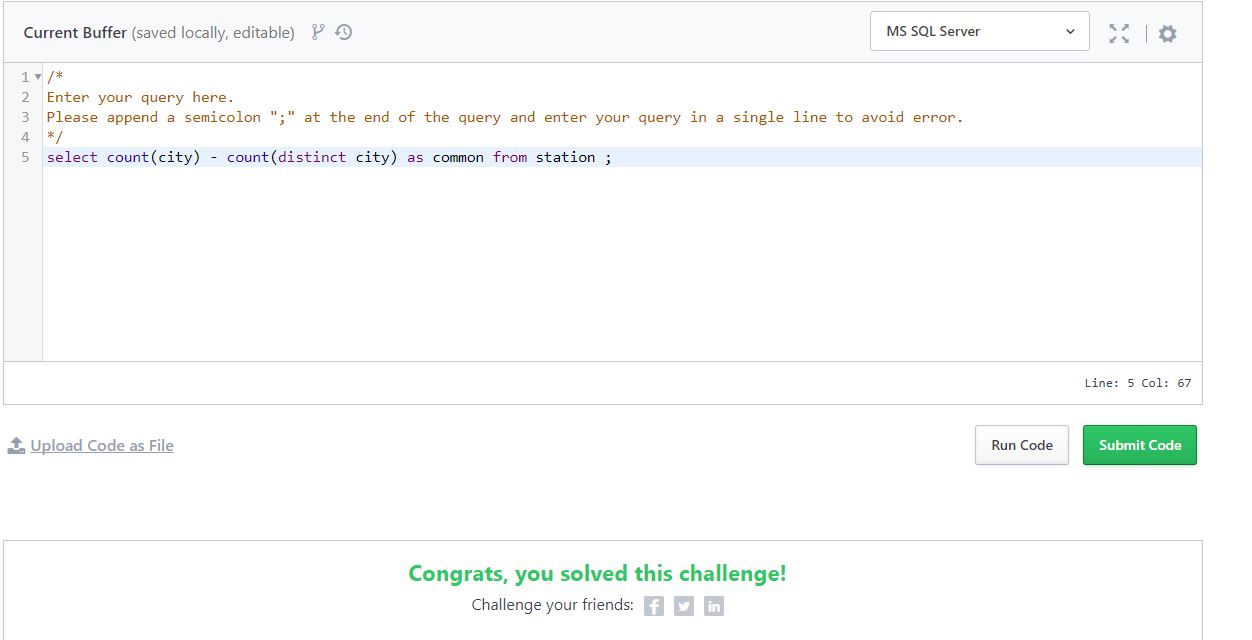 Current Buffer (saved locally, editable)
MS SQL Server
1 /*
2 Enter your query here.
3 Please append a semicolon ";" at the end of the query and enter your query in a single line to avoid error.
4 */
5 select count(city) - count(distinct city) as common from station ;
Line: 5 Col: 67
Upload Code as File
Run Code
Submit Code
Congrats, you solved this challenge!
Challenge your friends: